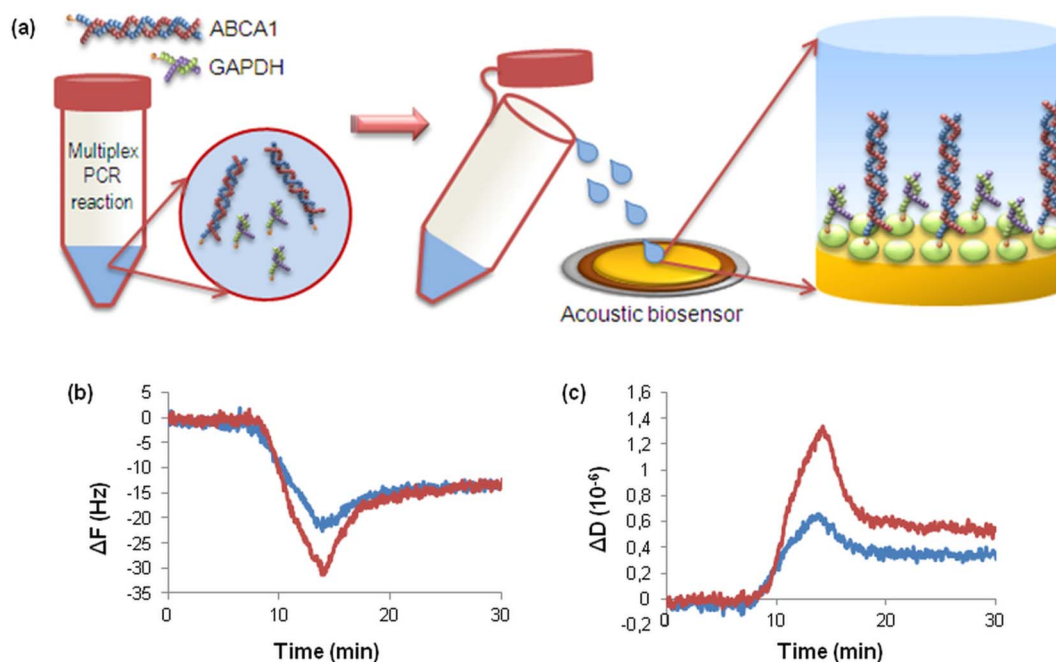 (a)
ABCA1
GAPDH
Multiplex
PCR
reaction
Acoustic biosensor
(b)
5
0
-5
-10
-15
-20
-25
-30
-35
ΔF (Hz)
0
10
20
30
Time (min)
(c)
1,6
1,4
1,2
1
0,8
0,6
0,4
0,2
0
-0,2
ΔD (10⁻⁶)
0
10
20
30
Time (min)